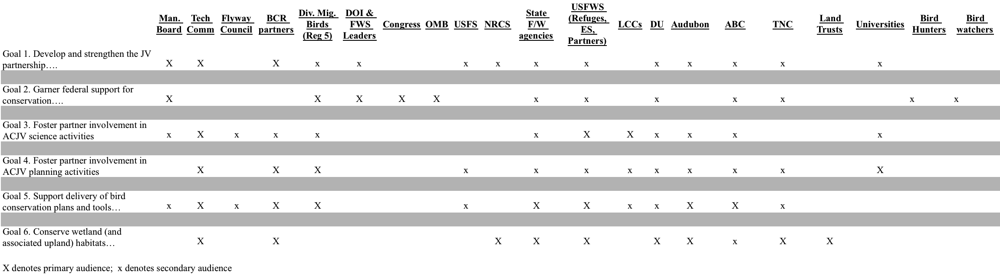 USFWS
Div. Mig. DOI & State (Refuges,
Man. Tech Flyway BCR Birds FWS F/W ES, Land Bird Bird
Board Comm Council partners (Reg 5) Leaders Congress OMB USFS NRCS agencies Partners) LCCs DU Audubon ABC TNC Trusts Universities Hunters watchers
Goal 1. Develop and strengthen the JV
partnership…. X X X x x x x x x x x x x x
Goal 2. Garner federal support for
conservation…. X X X X X x x x x x x x
Goal 3. Foster partner involvement in
ACJV science activities x X x x x x X X x x x x
Goal 4. Foster partner involvement in
ACJV planning activities X X X x x x x x x x x X
Goal 5. Support delivery of bird
conservation plans and tools… x X x X X x X X x x X X x
Goal 6. Conserve wetland (and
associated upland) habitats… X X X X X X X x X X
X denotes primary audience; x denotes secondary audience